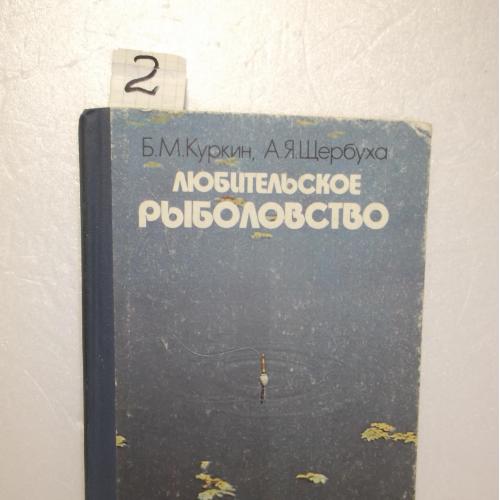 2
Б.М.Куркин, А.Я.Щербуха
ЛЮБИТЕЛЬСКОЕ
РЫБОЛОВСТВО